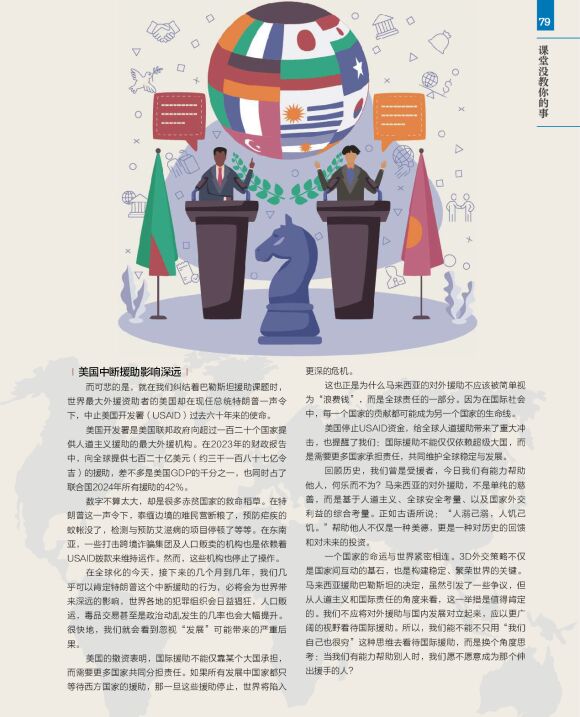 79
课堂没教你的事
美国中断援助影响深远
而可悲的是，就在我们纠结着巴勒斯坦援助课题时，
世界最大外援资助者的美国却在现任总统特朗普一声令
下，中止美国开发署（USAID）过去六十年来的使命。
美国开发署是美国联邦政府向超过一百二十个国家提
供人道主义援助的最大外援机构。在2023年的财政报告
中，向全球提供七百二十亿美元（约三千一百八十七亿令
吉）的援助，差不多是美国GDP的千分之一，也同时占了
联合国2024年所有援助的42%。
数字不算太大，却是很多赤贫国家的救命稻草。在特
朗普这一声令下，泰缅边境的难民营断粮了，预防疟疾的
蚊帐没了，检测与预防艾滋病的项目停顿了等等。在东南
亚，一些打击跨境诈骗集团及人口贩卖的机构也是依赖着
USAID拨款来维持运作。然而，这些机构也停止了操作。
在全球化的今天，接下来的几个月到几年，我们几
乎可以肯定特朗普这个中断援助的行为，必将会为世界带
来深远的影响。世界各地的犯罪组织会日益猖狂，人口贩
运，毒品交易甚至是政治动乱发生的几率也会大幅提升。
很快地，我们就会看到忽视“发展”可能带来的严重后
果。
美国的撤资表明，国际援助不能仅靠某个大国承担，
而需要更多国家共同分担责任。如果所有发展中国家都只
等待西方国家的援助，那一旦这些援助停止，世界将陷入
更深的危机。
这也正是为什么马来西亚的对外援助不应该被简单视
为“浪费钱”，而是全球责任的一部分。因为在国际社会
中，每一个国家的贡献都可能成为另一个国家的生命线。
美国停止USAID资金，给全球人道援助带来了重大冲
击，也提醒了我们：国际援助不能仅仅依赖超级大国，而
是需要更多国家承担责任，共同维护全球稳定与发展。
回顾历史，我们曾是受援者，今日我们有能力帮助
他人，何乐而不为？马来西亚的对外援助，不是单纯的慈
善，而是基于人道主义、全球安全考量、以及国家外交
利益的综合考量。正如古语所说：“人弱己弱，人饥己
饥。”帮助他人不仅是一种美德，更是一种对历史的回馈
和对未来的投资。
一个国家的命运与世界紧密相连。3D外交策略不仅
是国家间互动的基石，也是构建稳定、繁荣世界的关键。
马来西亚援助巴勒斯坦的决定，虽然引发了一些争议，但
从人道主义和国际责任的角度来看，这一举措是值得肯定
的。我们不应将对外援助与国内发展对立起来，应以更广
阔的视野看待国际援助。所以，我们能不能不只用“我们
自己也很穷”这种思维去看待国际援助，而是换个角度思
考：当我们有能力帮助别人时，我们愿不愿意成为那个伸
出援手的人？